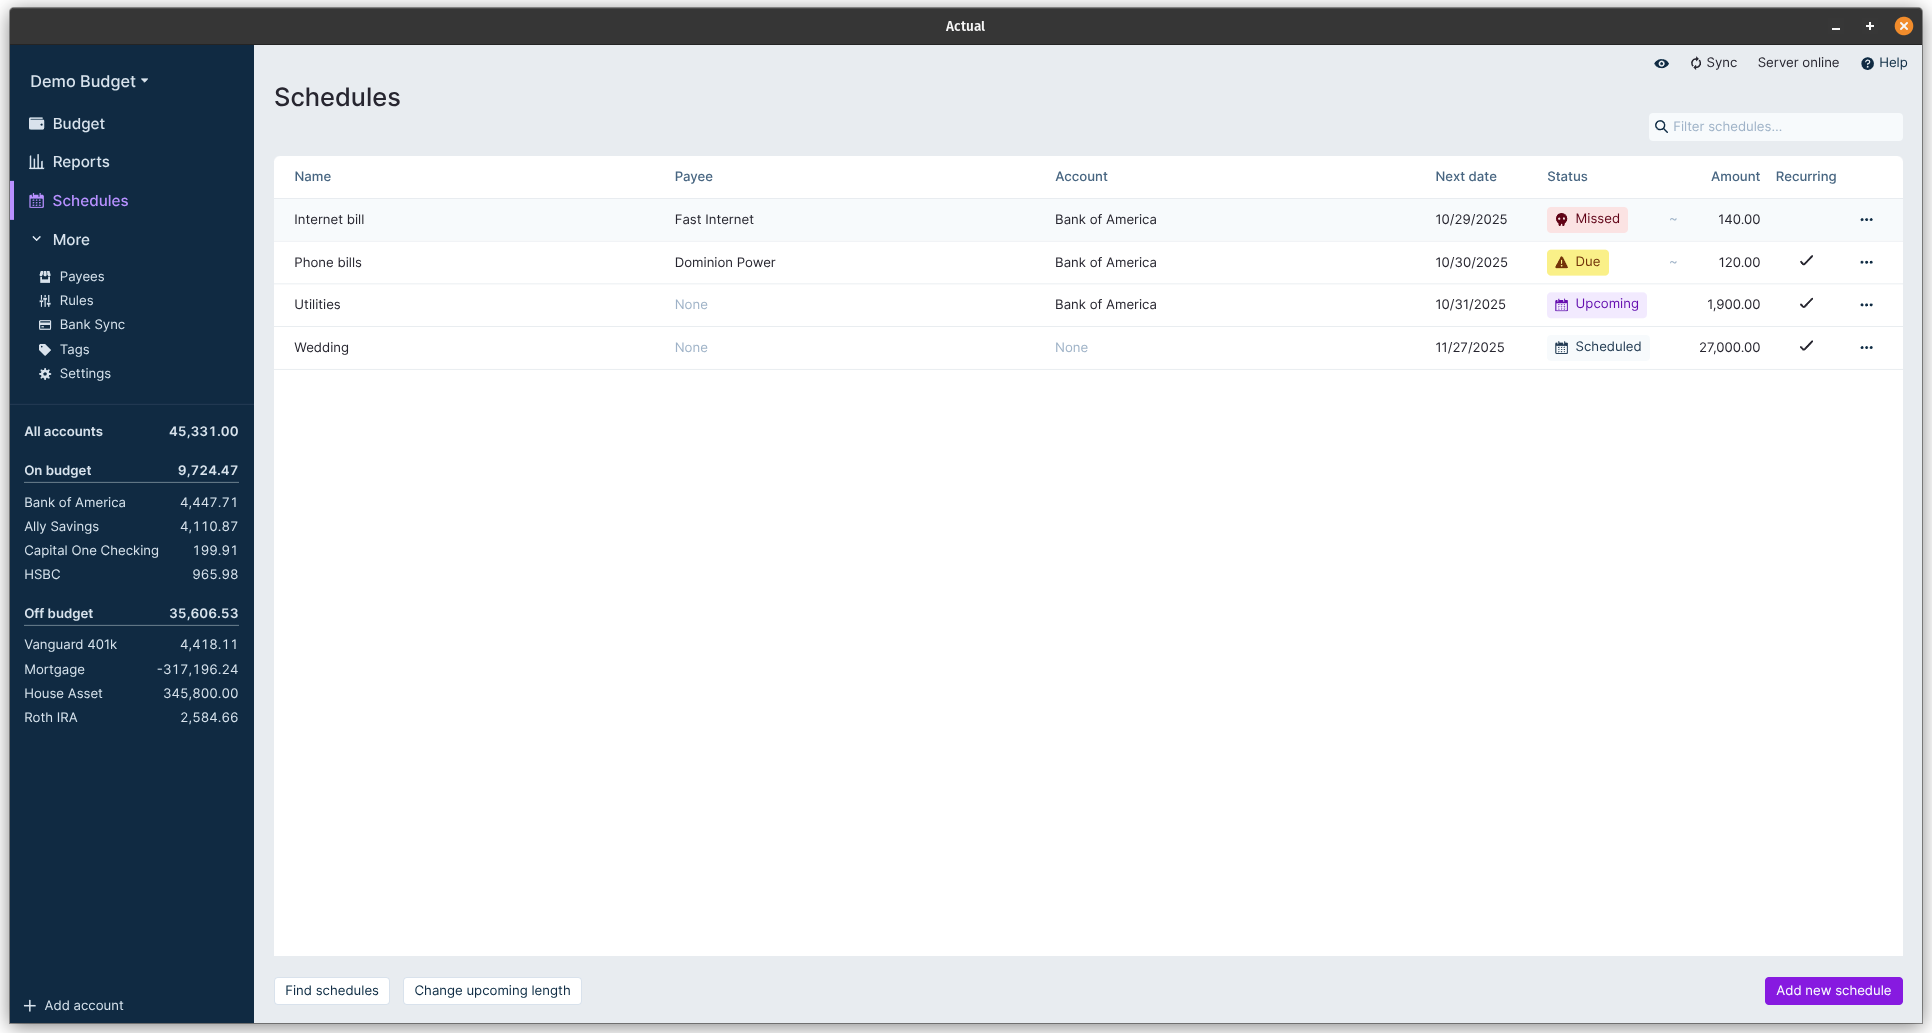 Actual
Demo Budget
Budget
Reports
Schedules
More
Payees
Rules
Bank Sync
Tags
Settings
All accounts 45,331.00
On budget 9,724.47
Bank of America 4,447.71
Ally Savings 4,110.87
Capital One Checking 199.91
HSBC 965.98
Off budget 35,606.53
Vanguard 401k 4,418.11
Mortgage -317,196.24
House Asset 345,800.00
Roth IRA 2,584.66
+ Add account
Sync Server online ? Help
Schedules
Filter schedules...
Name Payee Account Next date Status Amount Recurring
Internet bill Fast Internet Bank of America 10/29/2025 Missed ~ 140.00 ···
Phone bills Dominion Power Bank of America 10/30/2025 Due ~ 120.00 ✓ ···
Utilities None Bank of America 10/31/2025 Upcoming 1,900.00 ✓ ···
Wedding None None 11/27/2025 Scheduled 27,000.00 ✓ ···
Find schedules Change upcoming length Add new schedule